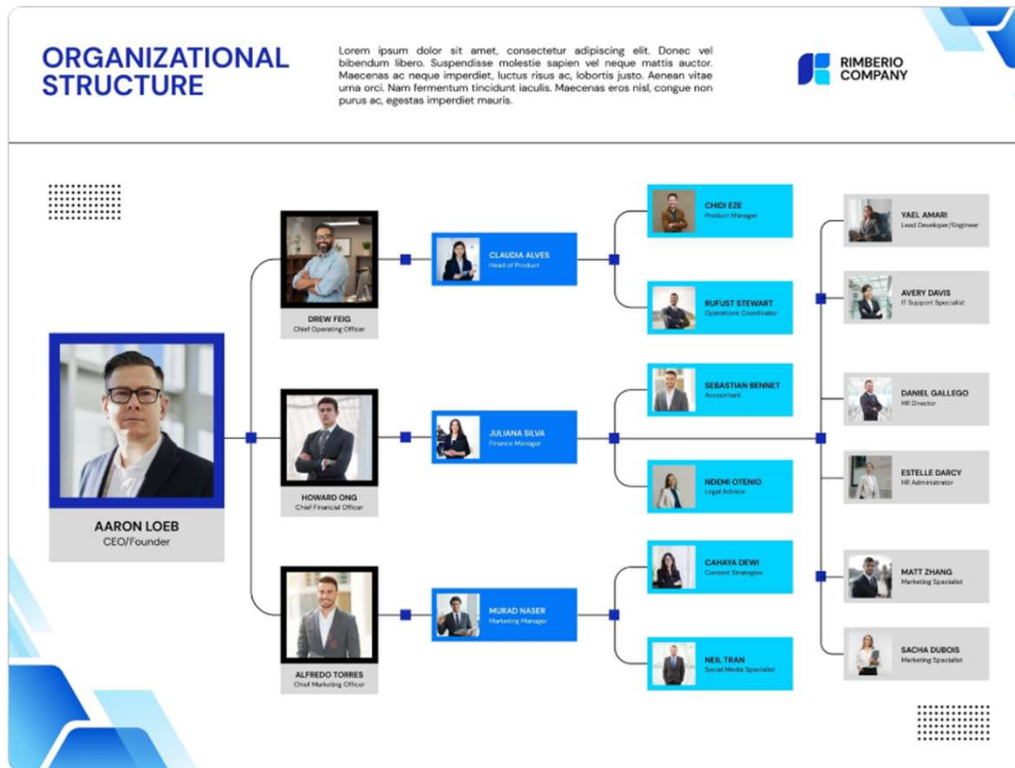 ORGANIZATIONAL
STRUCTURE
Lorem ipsum dolor sit amet, consectetur adipiscing elit. Donec vel
bibendum libero. Suspendisse molestie sapien vel neque mattis auctor.
Maecenas ac neque imperdiet, luctus risus ac, lobortis justo. Aenean vitae
urna orci. Nam fermentum tincidunt iaculis. Maecenas eros nisl, congue non
purus ac, egestas imperdiet mauris.
RIMBERIO
COMPANY
AARON LOEB
CEO/Founder
DREW FEIG
Chief Operating Officer
HOWARD ONG
Chief Financial Officer
ALFREDO TORRES
Chief Marketing Officer
CLAUDIA ALVES
Head of Product
JULIANA SILVA
Finance Manager
MURAD NASER
Marketing Manager
CHIDI EZE
Product Manager
RUFUST STEWART
Operations Coordinator
SEBASTIAN BENNET
Accountant
NDEMI OTENIO
Legal Advisor
CAHAYA DEWI
Content Strategies
NEIL TRAN
Social Media Specialist
YAEL AMARI
Lead Developer/Engineer
AVERY DAVIS
IT Support Specialist
DANIEL GALLEGO
HR Director
ESTELLE DARCY
HR Administrator
MATT ZHANG
Marketing Specialist
SACHA DUBOIS
Marketing Specialist